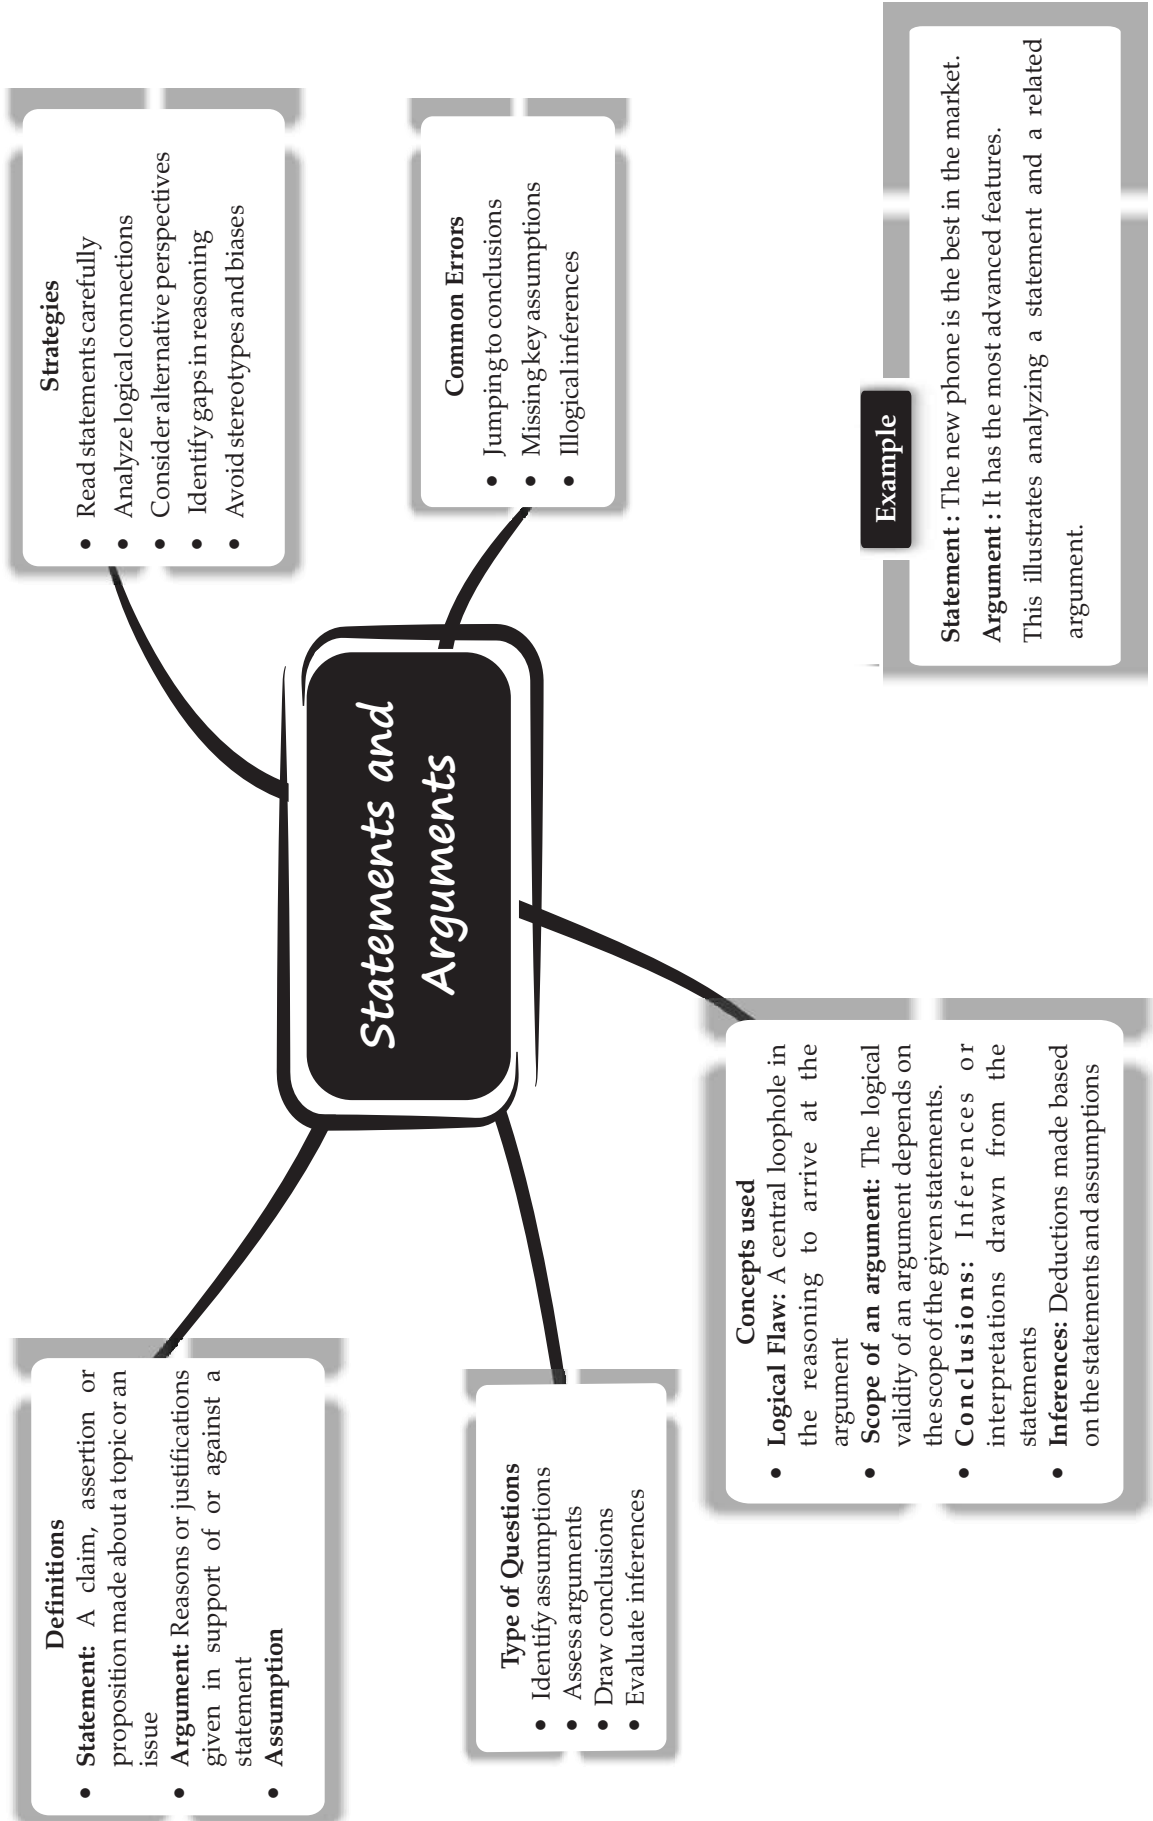 Definitions
• Statement: A claim, assertion or
proposition made about a topic or an
issue
• Argument: Reasons or justifications
given in support of or against a
statement
• Assumption
Strategies
• Read statements carefully
• Analyze logical connections
• Consider alternative perspectives
• Identify gaps in reasoning
• Avoid stereotypes and biases
Statements and
Arguments
Common Errors
• Jumping to conclusions
• Missing key assumptions
• Illogical inferences
Type of Questions
• Identify assumptions
• Assess arguments
• Draw conclusions
• Evaluate inferences
Concepts used
• Logical Flaw: A central loophole in
the reasoning to arrive at the
argument
• Scope of an argument: The logical
validity of an argument depends on
the scope of the given statements.
• Conclusions: Inferences or
interpretations drawn from the
statements
• Inferences: Deductions made based
on the statements and assumptions
Example
Statement : The new phone is the best in the market.
Argument : It has the most advanced features.
This illustrates analyzing a statement and a related
argument.